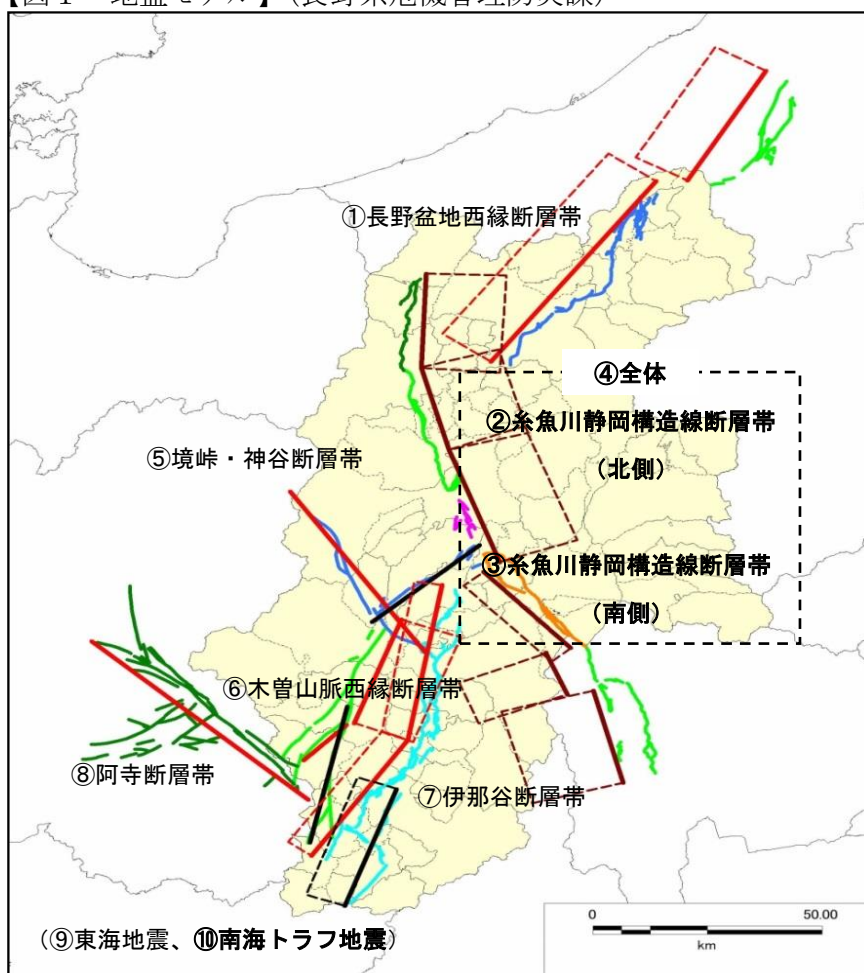 ①長野盆地西縁断層帯
④全体
②糸魚川静岡構造線断層帯
(北側)
⑤境峠・神谷断層帯
③糸魚川静岡構造線断層帯
(南側)
⑥木曽山脈西縁断層帯
⑧阿寺断層帯
⑦伊那谷断層帯
(⑨東海地震、⑩南海トラフ地震)
0 50.00
km